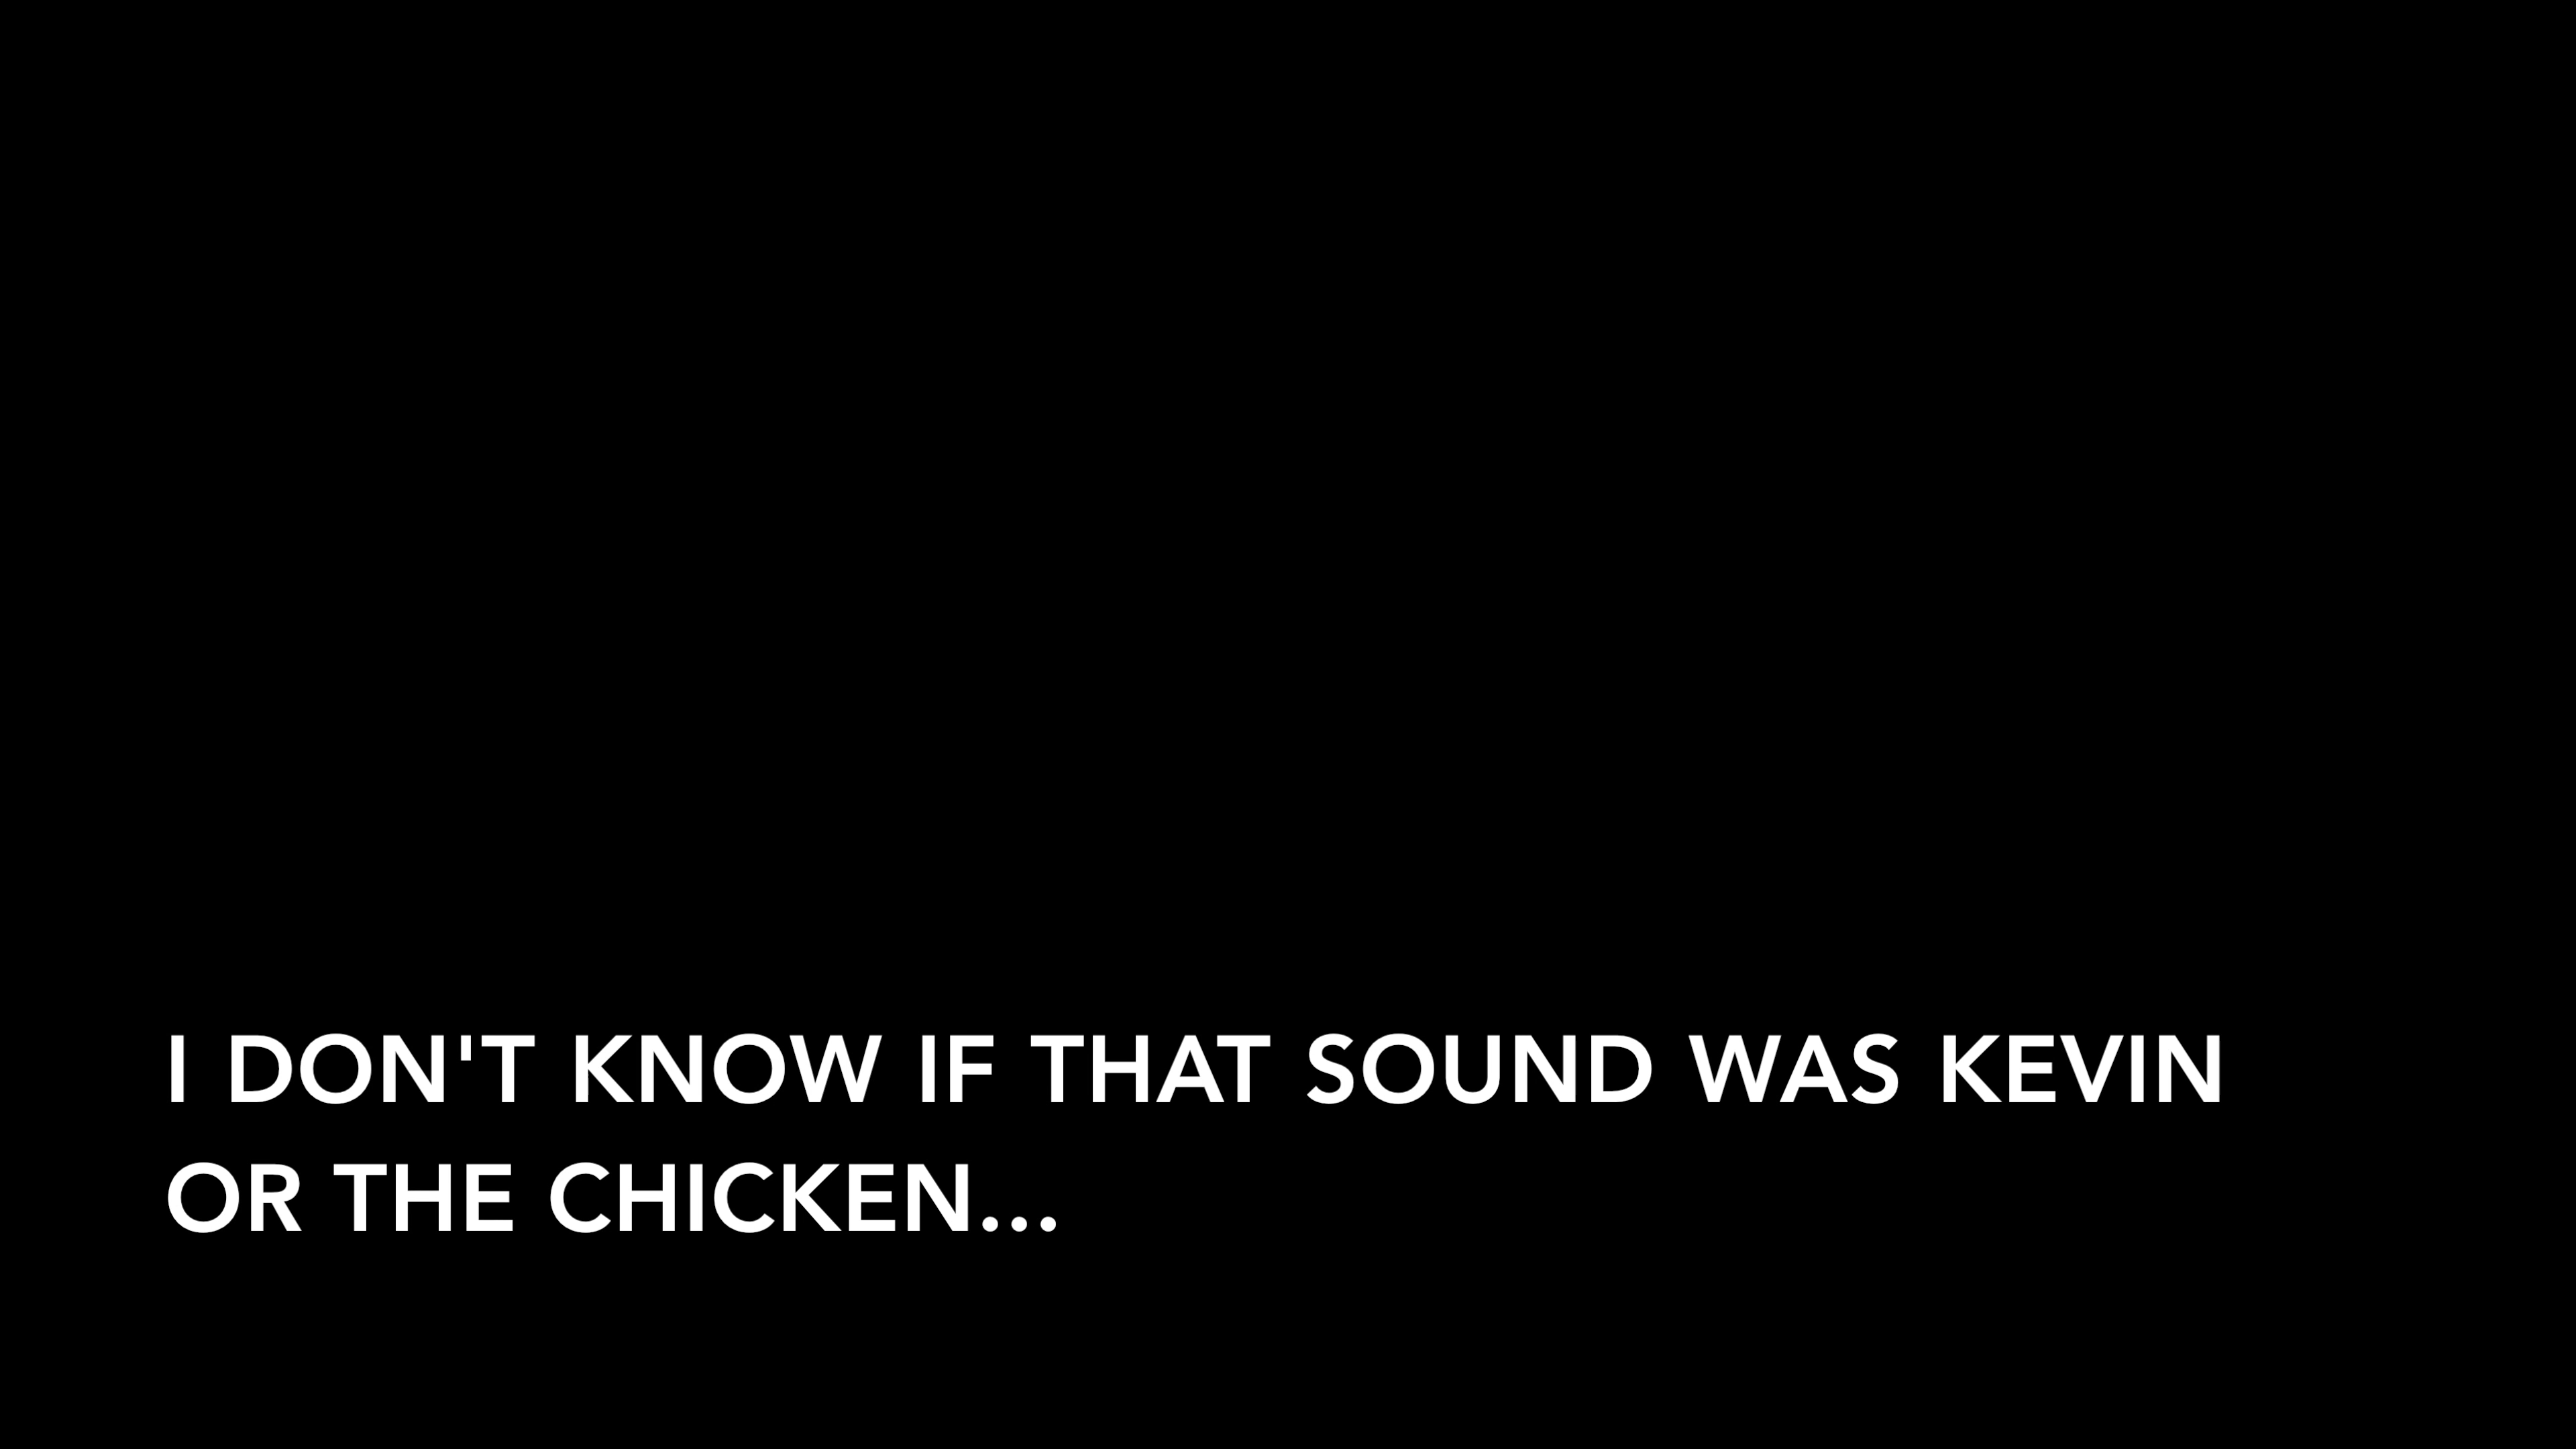 I DON'T KNOW IF THAT SOUND WAS KEVIN
OR THE CHICKEN...